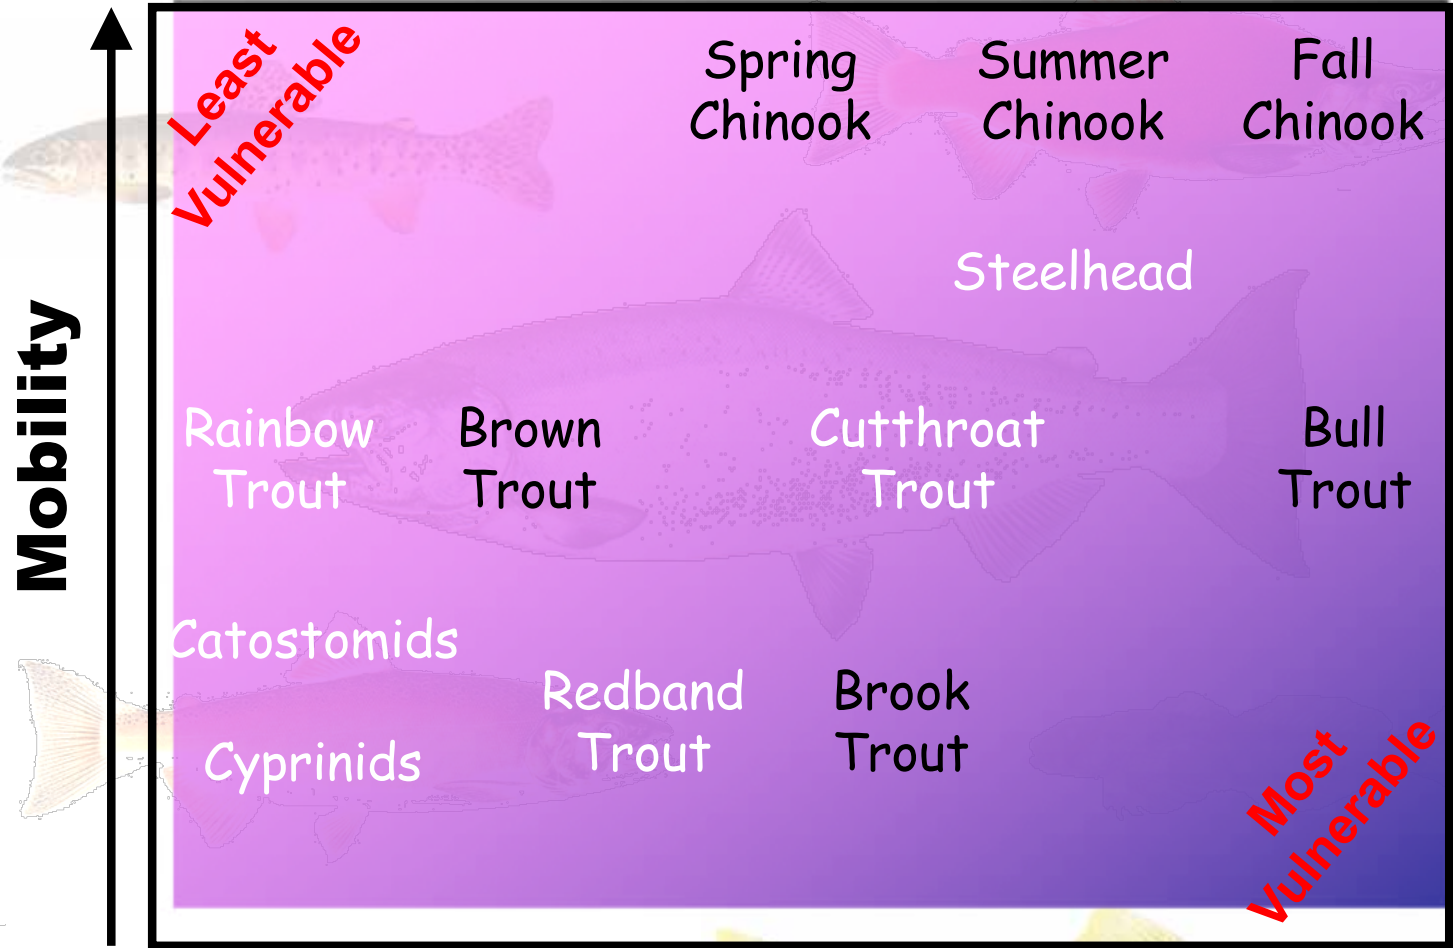 Least
Vulnerable
Spring
Chinook
Summer
Chinook
Fall
Chinook
Steelhead
Mobility
Rainbow
Trout
Brown
Trout
Cutthroat
Trout
Bull
Trout
Catostomids
Redband
Trout
Brook
Trout
Cyprinids
Most
Vulnerable